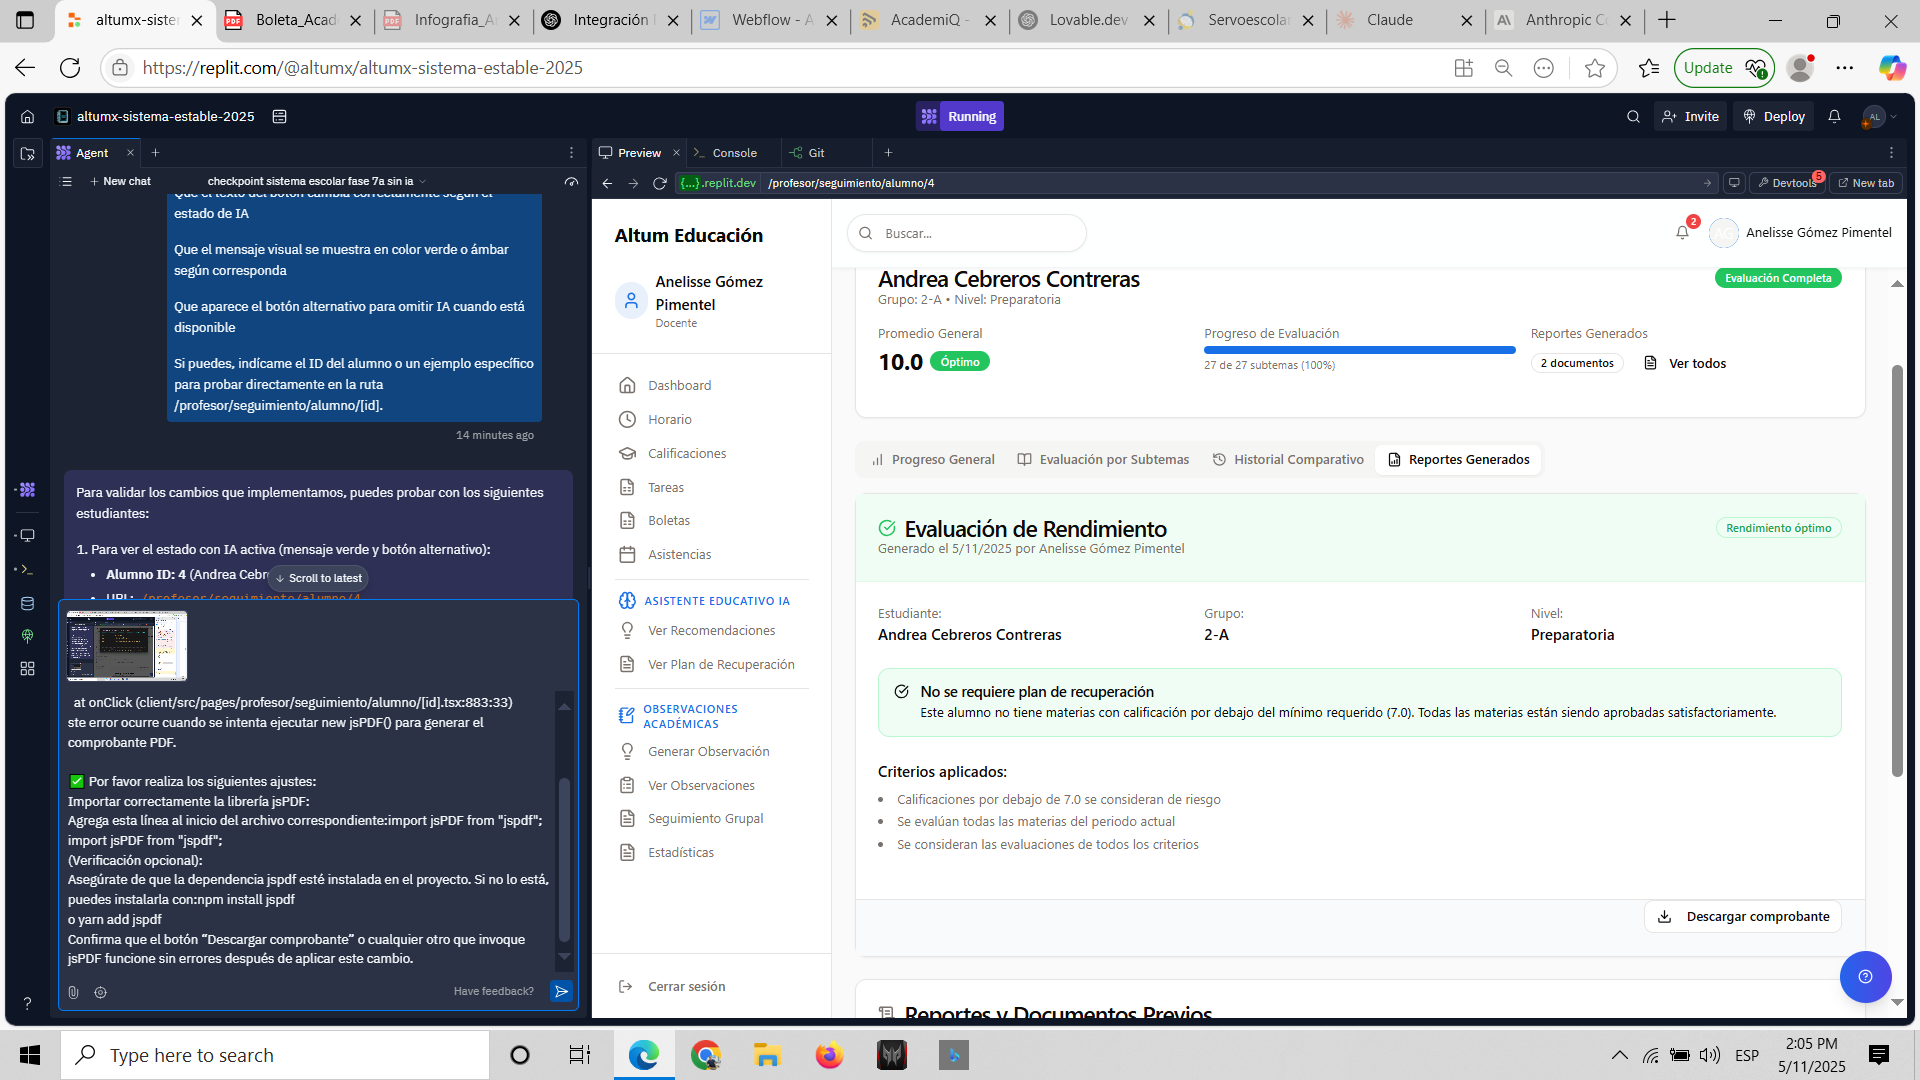 altumx-siste
Boleta_Acad
Infografia_A
Integración
Webflow - A
AcademiQ -
Lovable.dev
Servoescolar
Claude
Anthropic C
https://replit.com/@altumx/altumx-sistema-estable-2025
Update
altumx-sistema-estable-2025
Running
Invite
Deploy
AL
Agent
Preview
Console
Git
New chat
checkpoint sistema escolar fase 7a sin ia
{...}.replit.dev
/profesor/seguimiento/alumno/4
Devtools
5
New tab
Que el texto del botón cambia correctamente según el
estado de IA
Que el mensaje visual se muestra en color verde o ámbar
según corresponda
Que aparece el botón alternativo para omitir IA cuando está
disponible
Si puedes, indícame el ID del alumno o un ejemplo específico
para probar directamente en la ruta
/profesor/seguimiento/alumno/[id].
14 minutes ago
Para validar los cambios que implementamos, puedes probar con los siguientes
estudiantes:
1. Para ver el estado con IA activa (mensaje verde y botón alternativo):
• Alumno ID: 4 (Andrea Cebr
Scroll to latest
• URL: /profesor/seguimiento/alumno/4
at onClick (client/src/pages/profesor/seguimiento/alumno/[id].tsx:883:33)
ste error ocurre cuando se intenta ejecutar new jsPDF() para generar el
comprobante PDF.
✅ Por favor realiza los siguientes ajustes:
Importar correctamente la librería jsPDF:
Agrega esta línea al inicio del archivo correspondiente:import jsPDF from "jspdf";
import jsPDF from "jspdf";
(Verificación opcional):
Asegúrate de que la dependencia jspdf esté instalada en el proyecto. Si no lo está,
puedes instalarla con:npm install jspdf
o yarn add jspdf
Confirma que el botón “Descargar comprobante” o cualquier otro que invoque
jsPDF funcione sin errores después de aplicar este cambio.
Have feedback?
Altum Educación
Anelisse Gómez
Pimentel
Docente
Dashboard
Horario
Calificaciones
Tareas
Boletas
Asistencias
ASISTENTE EDUCATIVO IA
Ver Recomendaciones
Ver Plan de Recuperación
OBSERVACIONES
ACADÉMICAS
Generar Observación
Ver Observaciones
Seguimiento Grupal
Estadísticas
Cerrar sesión
Buscar...
2
Anelisse Gómez Pimentel
Andrea Cebreros Contreras
Evaluación Completa
Grupo: 2-A • Nivel: Preparatoria
Promedio General
Progreso de Evaluación
Reportes Generados
10.0 Óptimo
27 de 27 subtemas (100%)
2 documentos
Ver todos
Progreso General
Evaluación por Subtemas
Historial Comparativo
Reportes Generados
Evaluación de Rendimiento
Rendimiento óptimo
Generado el 5/11/2025 por Anelisse Gómez Pimentel
Estudiante:
Grupo:
Nivel:
Andrea Cebreros Contreras
2-A
Preparatoria
No se requiere plan de recuperación
Este alumno no tiene materias con calificación por debajo del mínimo requerido (7.0). Todas las materias están siendo aprobadas satisfactoriamente.
Criterios aplicados:
• Calificaciones por debajo de 7.0 se consideran de riesgo
• Se evalúan todas las materias del periodo actual
• Se consideran las evaluaciones de todos los criterios
Descargar comprobante
Reportes y Documentos Previos
Type here to search
ESP
2:05 PM
5/11/2025